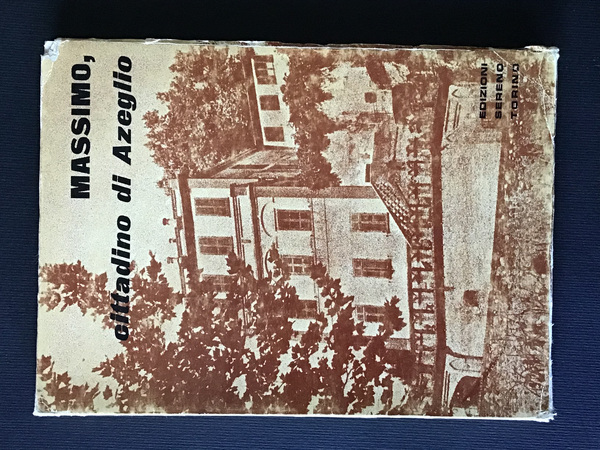 MASSIMO,
cittadino di Azeglio
EDIZIONI
SERENO
TORINO